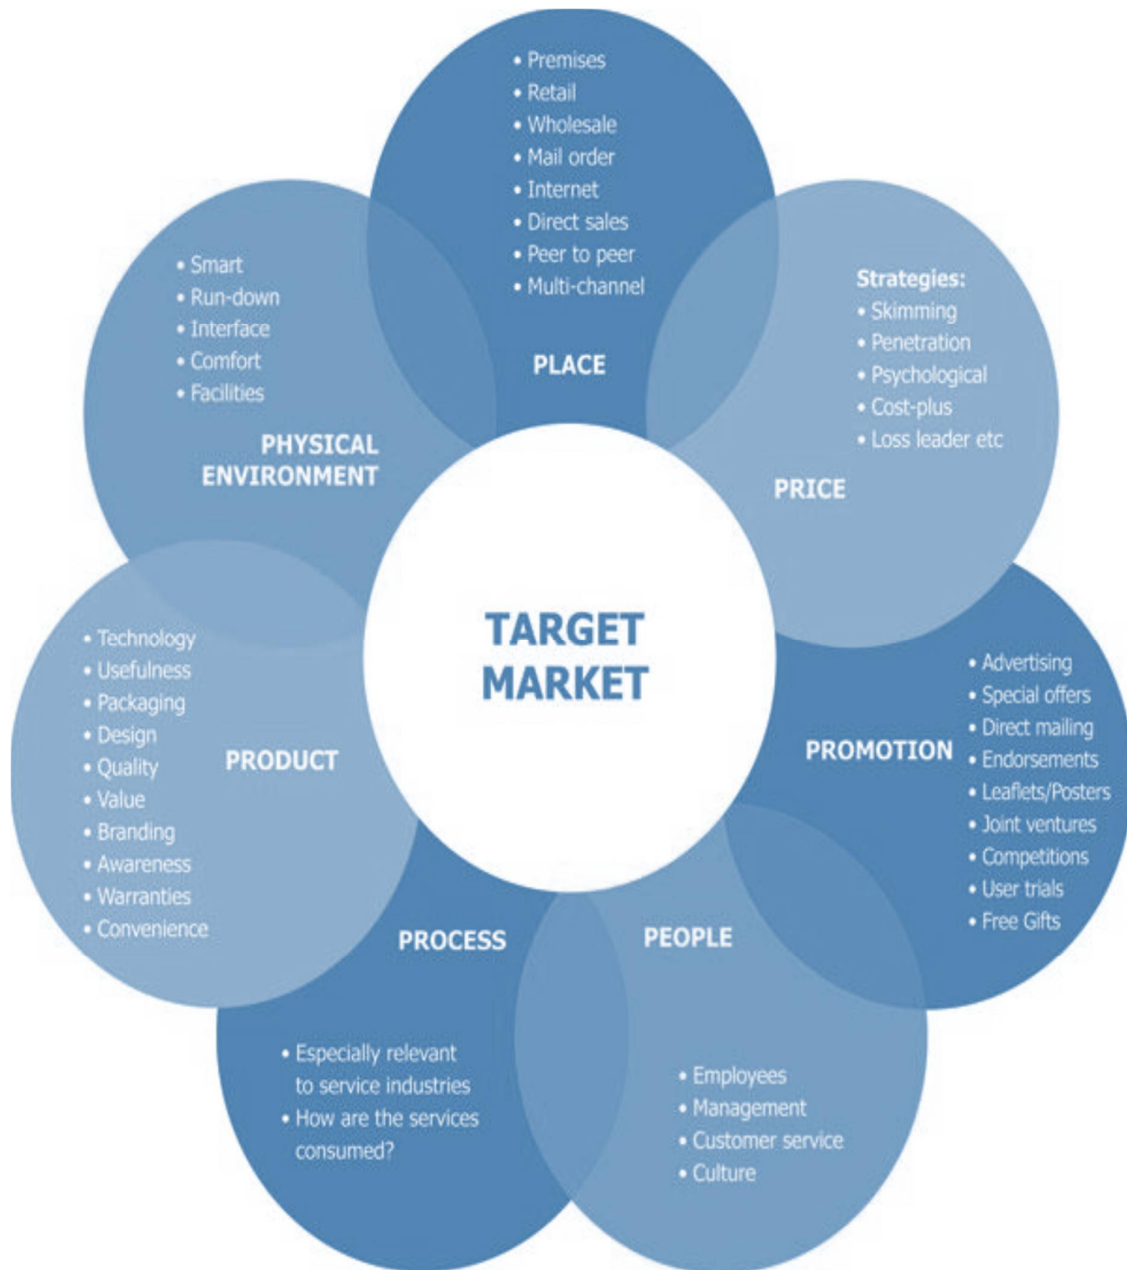 • Premises
• Retail
• Wholesale
• Mail order
• Internet
• Direct sales
• Peer to peer
• Multi-channel
PLACE
Strategies:
• Skimming
• Penetration
• Psychological
• Cost-plus
• Loss leader etc
PRICE
• Advertising
• Special offers
• Direct mailing
• Endorsements
• Leaflets/Posters
• Joint ventures
• Competitions
• User trials
• Free Gifts
PROMOTION
PEOPLE
• Employees
• Management
• Customer service
• Culture
PROCESS
• Especially relevant
to service industries
• How are the services
consumed?
• Technology
• Usefulness
• Packaging
• Design
• Quality
• Value
• Branding
• Awareness
• Warranties
• Convenience
PRODUCT
• Smart
• Run-down
• Interface
• Comfort
• Facilities
PHYSICAL
ENVIRONMENT
TARGET
MARKET